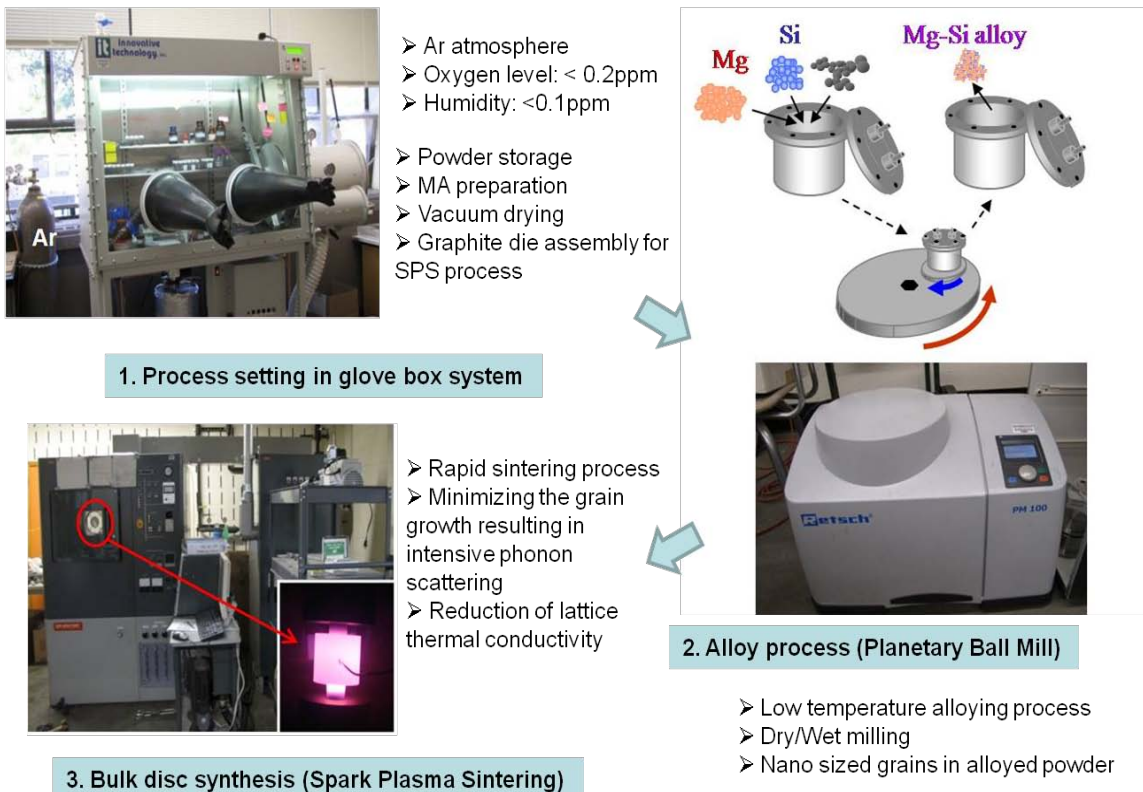 it
innovative
technology, inc.
Ar
➢ Ar atmosphere
➢ Oxygen level: < 0.2ppm
➢ Humidity: <0.1ppm
➢ Powder storage
➢ MA preparation
➢ Vacuum drying
➢ Graphite die assembly for
SPS process
1. Process setting in glove box system
Mg
Si
Mg-Si alloy
Retsch®
PM 100
2. Alloy process (Planetary Ball Mill)
➢ Low temperature alloying process
➢ Dry/Wet milling
➢ Nano sized grains in alloyed powder
➢ Rapid sintering process
➢ Minimizing the grain
growth resulting in
intensive phonon
scattering
➢ Reduction of lattice
thermal conductivity
3. Bulk disc synthesis (Spark Plasma Sintering)